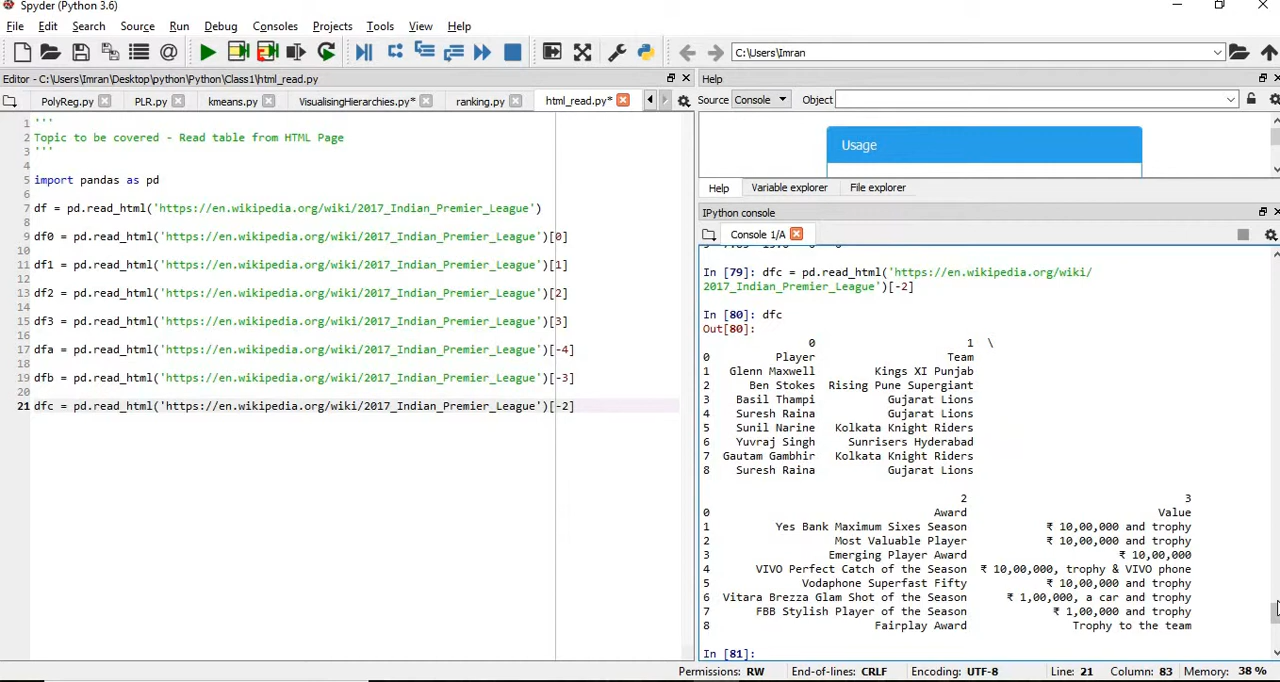 Spyder (Python 3.6)
File Edit Search Source Run Debug Consoles Projects Tools View Help
C:\Users\Imran
Editor - C:\Users\Imran\Desktop\python\Python\Class1\html_read.py
PolyReg.py PLR.py kmeans.py VisualisingHierarchies.py* ranking.py html_read.py*
1 '''
2 Topic to be covered - Read table from HTML Page
3 '''
4
5 import pandas as pd
6
7 df = pd.read_html('https://en.wikipedia.org/wiki/2017_Indian_Premier_League')
8
9 df0 = pd.read_html('https://en.wikipedia.org/wiki/2017_Indian_Premier_League')[0]
10
11 df1 = pd.read_html('https://en.wikipedia.org/wiki/2017_Indian_Premier_League')[1]
12
13 df2 = pd.read_html('https://en.wikipedia.org/wiki/2017_Indian_Premier_League')[2]
14
15 df3 = pd.read_html('https://en.wikipedia.org/wiki/2017_Indian_Premier_League')[3]
16
17 dfa = pd.read_html('https://en.wikipedia.org/wiki/2017_Indian_Premier_League')[-4]
18
19 dfb = pd.read_html('https://en.wikipedia.org/wiki/2017_Indian_Premier_League')[-3]
20
21 dfc = pd.read_html('https://en.wikipedia.org/wiki/2017_Indian_Premier_League')[-2]
Help
Source Console Object
Usage
Help Variable explorer File explorer
IPython console
Console 1/A
In [79]: dfc = pd.read_html('https://en.wikipedia.org/wiki/
2017_Indian_Premier_League')[-2]
In [80]: dfc
Out[80]:
0 1 \
0 Player Team
1 Glenn Maxwell Kings XI Punjab
2 Ben Stokes Rising Pune Supergiant
3 Basil Thampi Gujarat Lions
4 Suresh Raina Gujarat Lions
5 Sunil Narine Kolkata Knight Riders
6 Yuvraj Singh Sunrisers Hyderabad
7 Gautam Gambhir Kolkata Knight Riders
8 Suresh Raina Gujarat Lions
2 3
0 Award Value
1 Yes Bank Maximum Sixes Season ₹ 10,00,000 and trophy
2 Most Valuable Player ₹ 10,00,000 and trophy
3 Emerging Player Award ₹ 10,00,000
4 VIVO Perfect Catch of the Season ₹ 10,00,000, trophy & VIVO phone
5 Vodaphone Superfast Fifty ₹ 10,00,000 and trophy
6 Vitara Brezza Glam Shot of the Season ₹ 1,00,000, a car and trophy
7 FBB Stylish Player of the Season ₹ 1,00,000 and trophy
8 Fairplay Award Trophy to the team
In [81]:
Permissions: RW End-of-lines: CRLF Encoding: UTF-8 Line: 21 Column: 83 Memory: 38 %